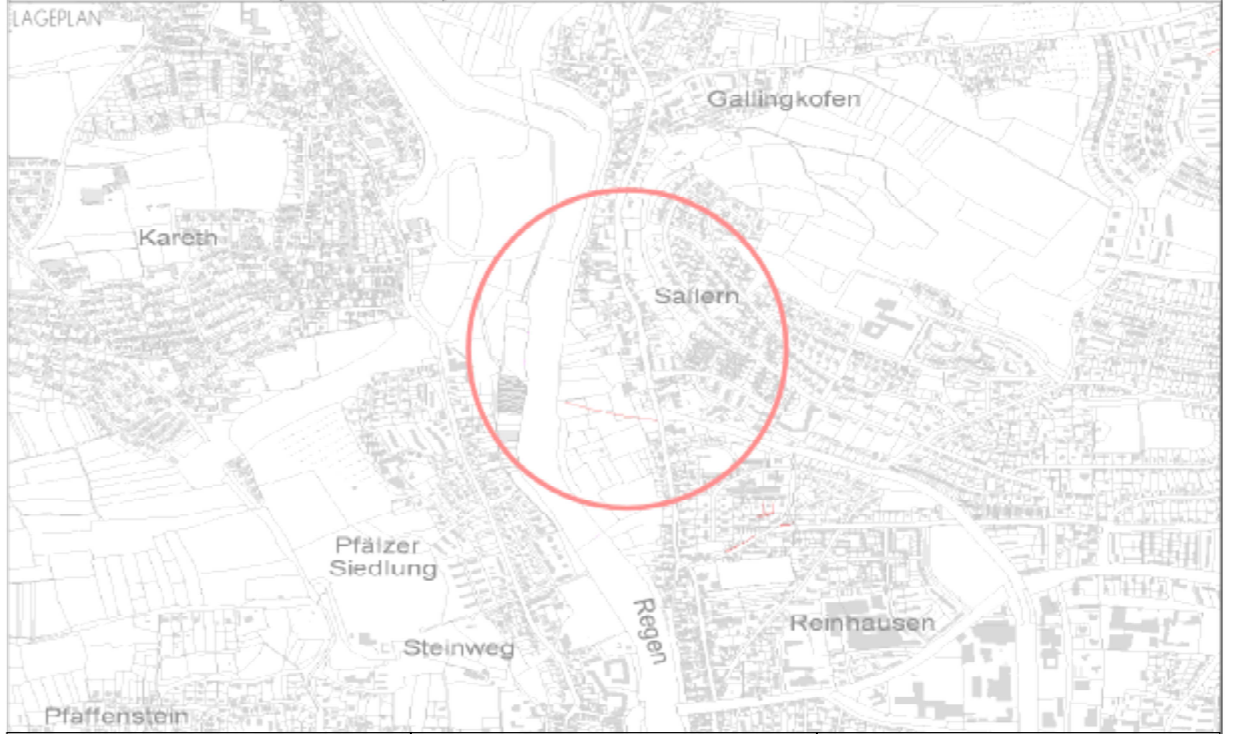 LAGEPLAN
Gallingkofen
Kareth
Sallern
Pfälzer
Siedlung
Regen
Reinhausen
Steinweg
Pfaffenstein